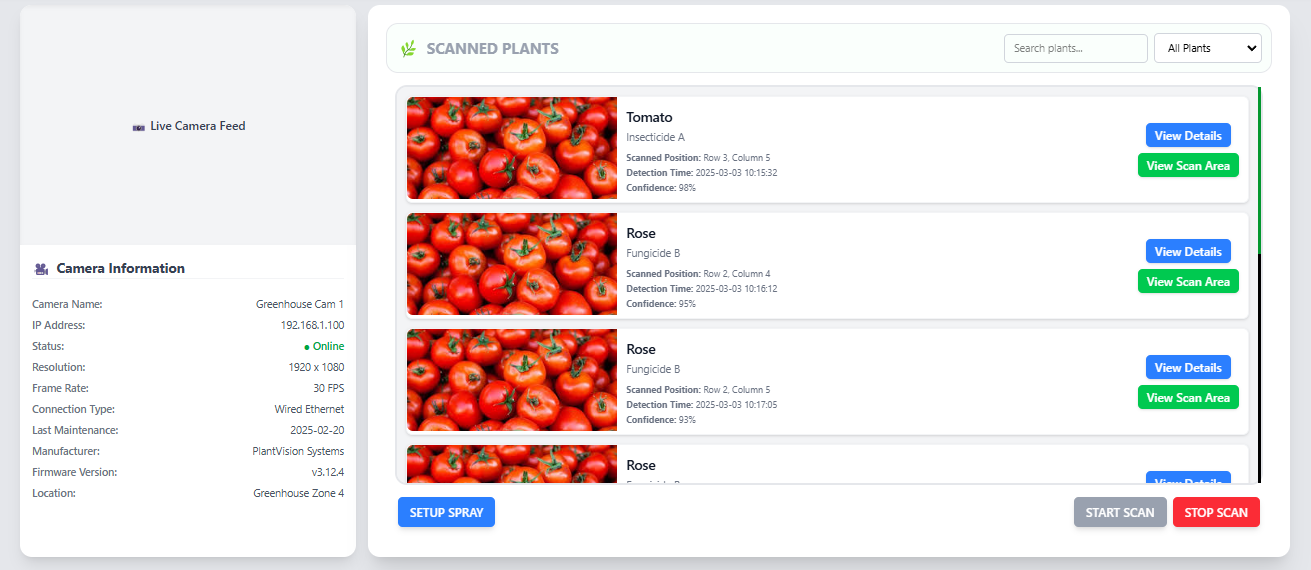 Live Camera Feed
Camera Information
Camera Name: Greenhouse Cam 1
IP Address: 192.168.1.100
Status: ● Online
Resolution: 1920 x 1080
Frame Rate: 30 FPS
Connection Type: Wired Ethernet
Last Maintenance: 2025-02-20
Manufacturer: PlantVision Systems
Firmware Version: v3.12.4
Location: Greenhouse Zone 4
SCANNED PLANTS
Search plants...
All Plants
Tomato
Insecticide A
Scanned Position: Row 3, Column 5
Detection Time: 2025-03-03 10:15:32
Confidence: 98%
View Details
View Scan Area
Rose
Fungicide B
Scanned Position: Row 2, Column 4
Detection Time: 2025-03-03 10:16:12
Confidence: 95%
View Details
View Scan Area
Rose
Fungicide B
Scanned Position: Row 2, Column 5
Detection Time: 2025-03-03 10:17:05
Confidence: 93%
View Details
View Scan Area
Rose
View Details
SETUP SPRAY
START SCAN
STOP SCAN